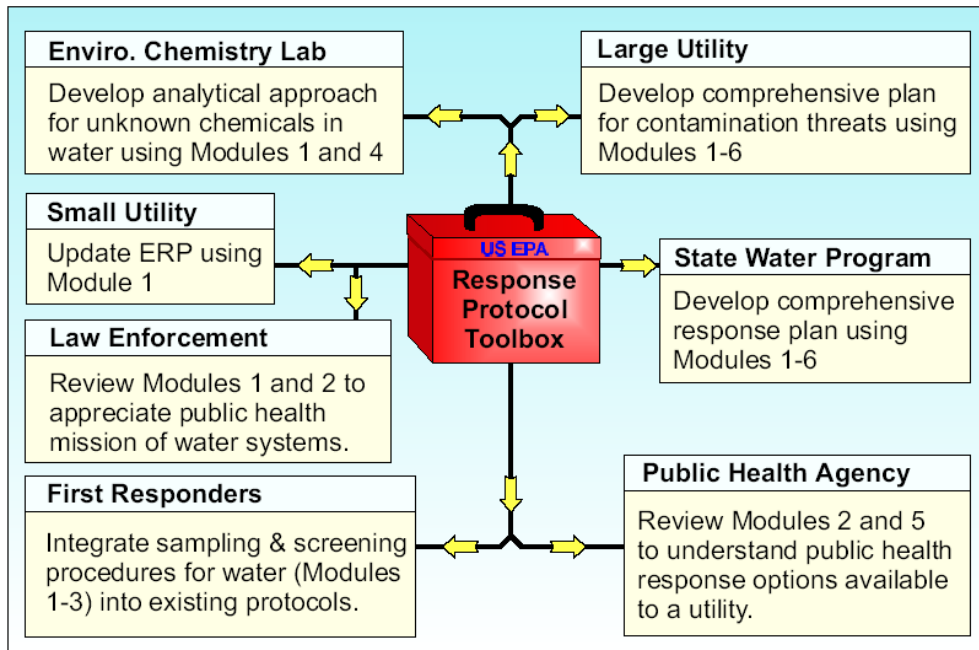 Enviro. Chemistry Lab
Develop analytical approach
for unknown chemicals in
water using Modules 1 and 4
Large Utility
Develop comprehensive plan
for contamination threats using
Modules 1-6
Small Utility
Update ERP using
Module 1
US EPA
Response
Protocol
Toolbox
State Water Program
Develop comprehensive
response plan using
Modules 1-6
Law Enforcement
Review Modules 1 and 2 to
appreciate public health
mission of water systems.
First Responders
Integrate sampling & screening
procedures for water (Modules
1-3) into existing protocols.
Public Health Agency
Review Modules 2 and 5
to understand public health
response options available
to a utility.